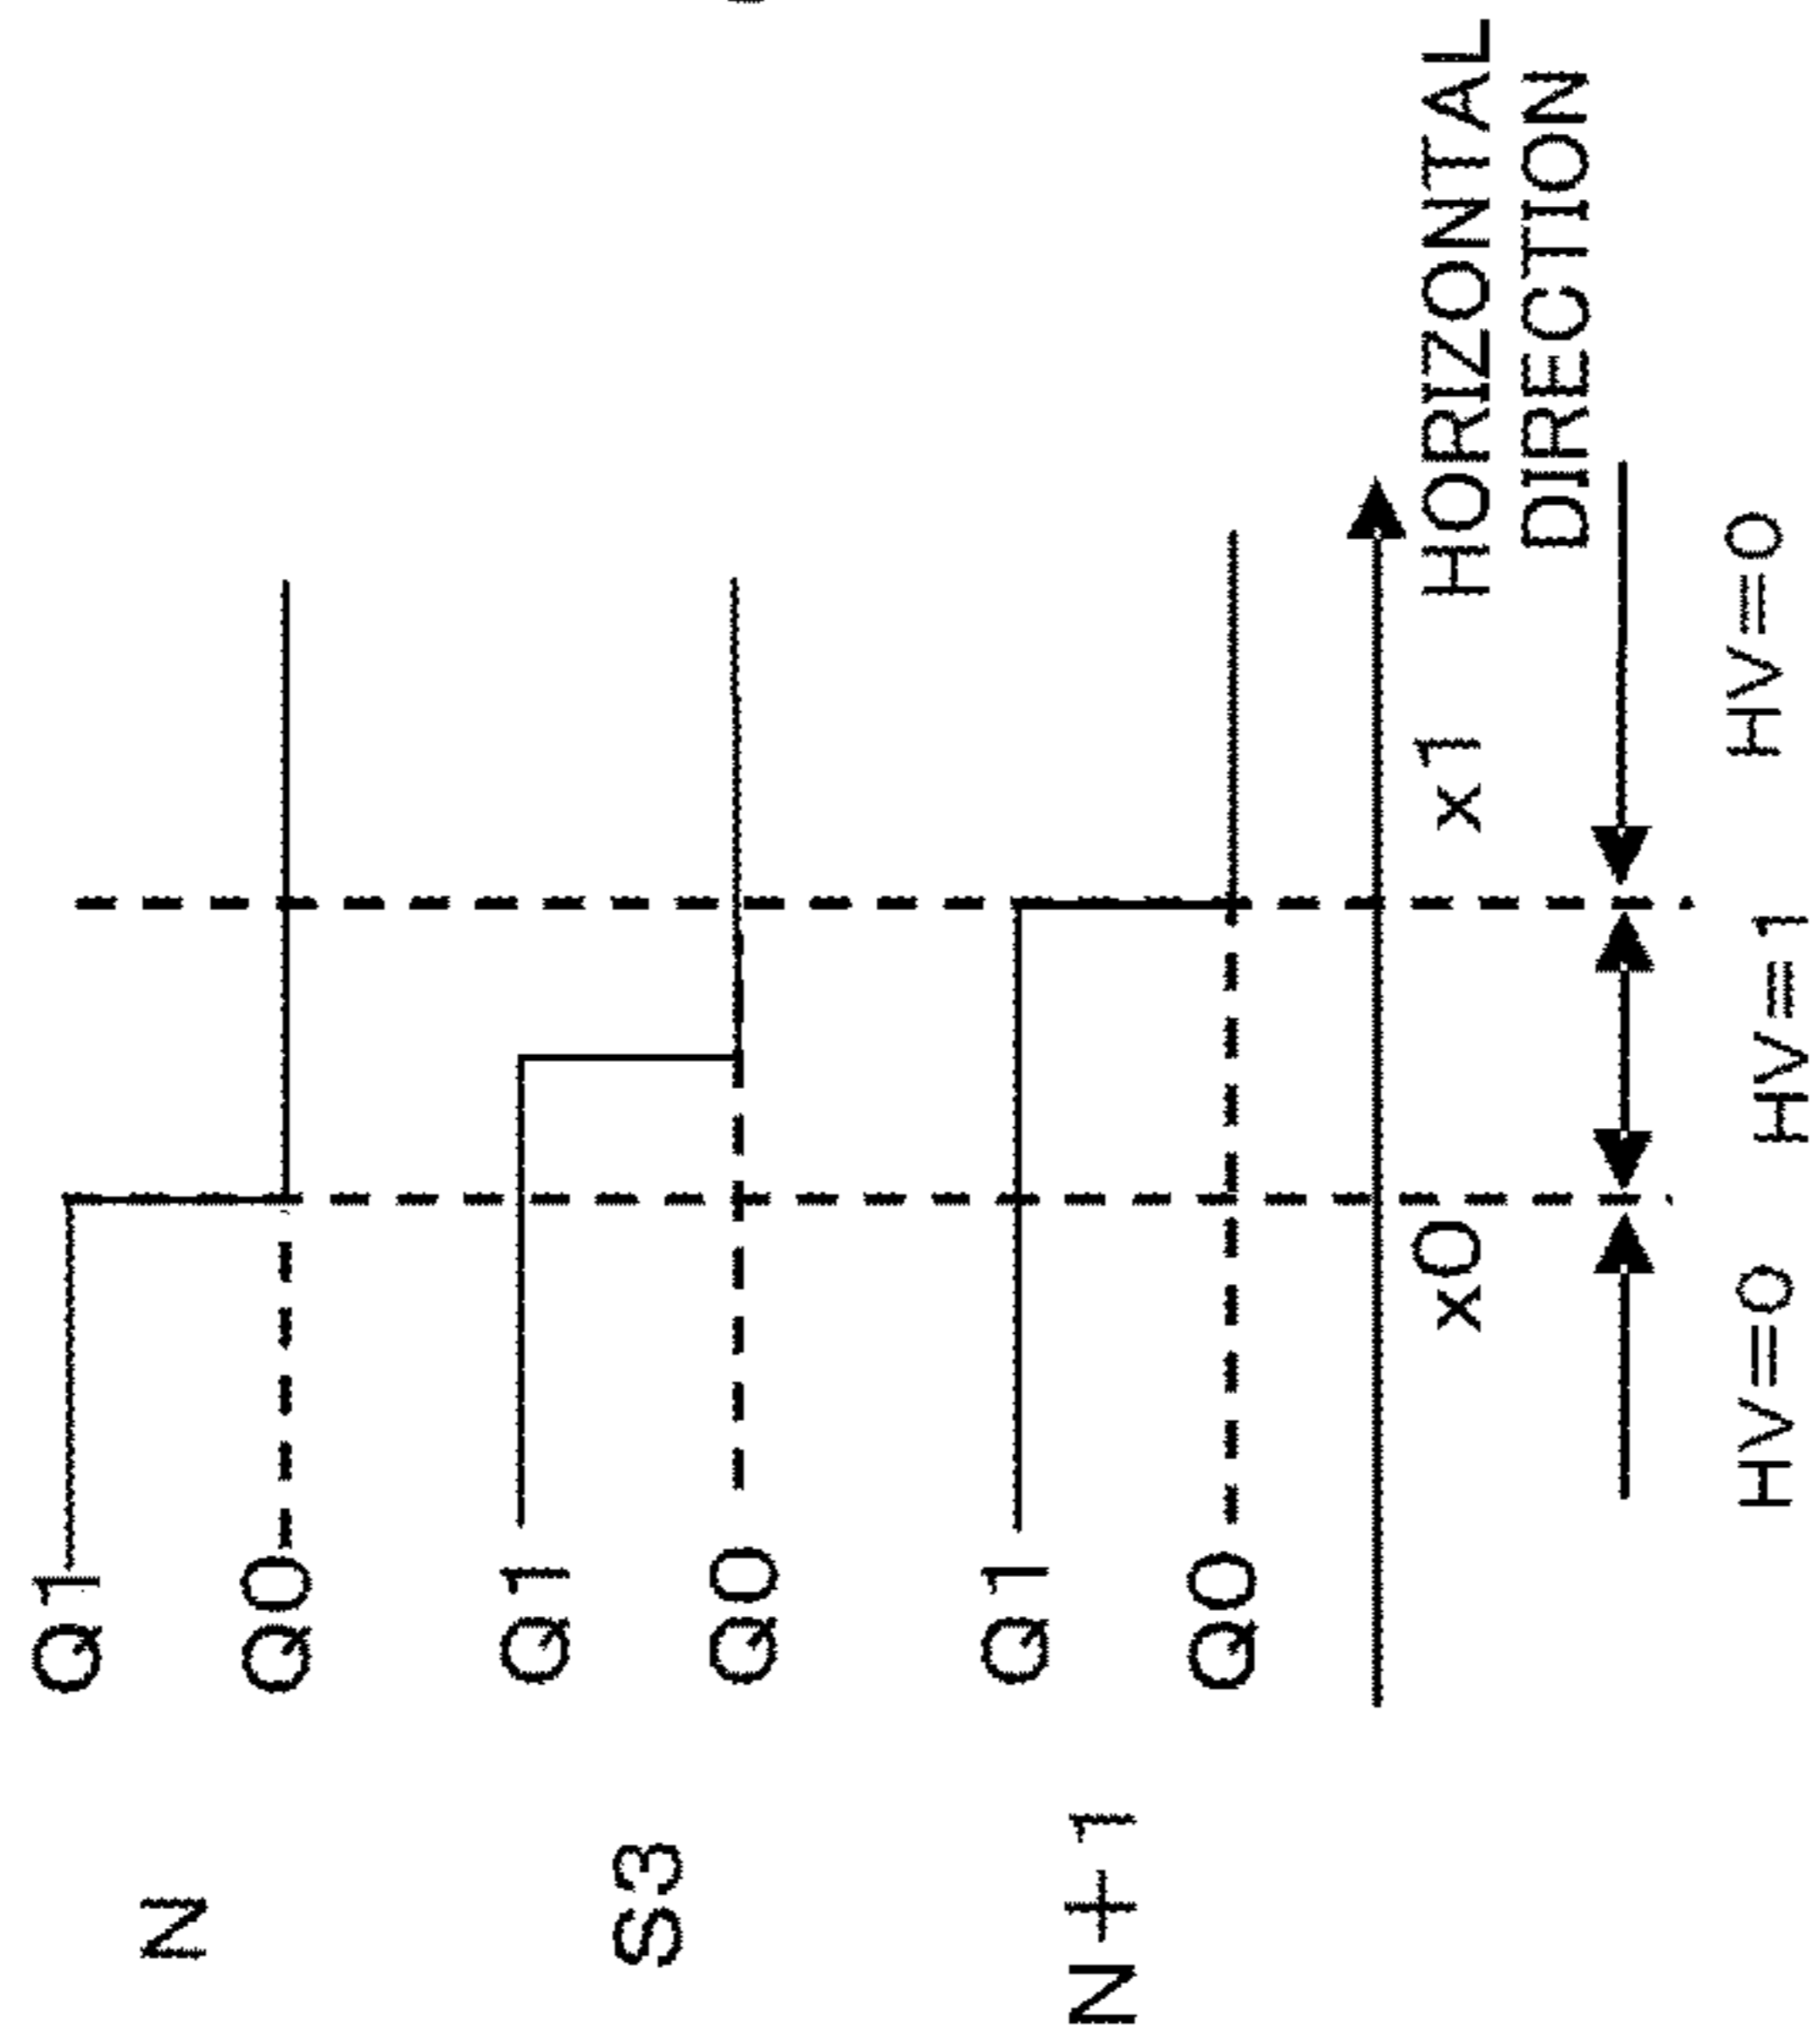 Q1
N
Q0
Q1
S3
Q0
Q1
N+1
Q0
x0 x1
HORIZONTAL
DIRECTION
HV=0 HV=1 HV=0